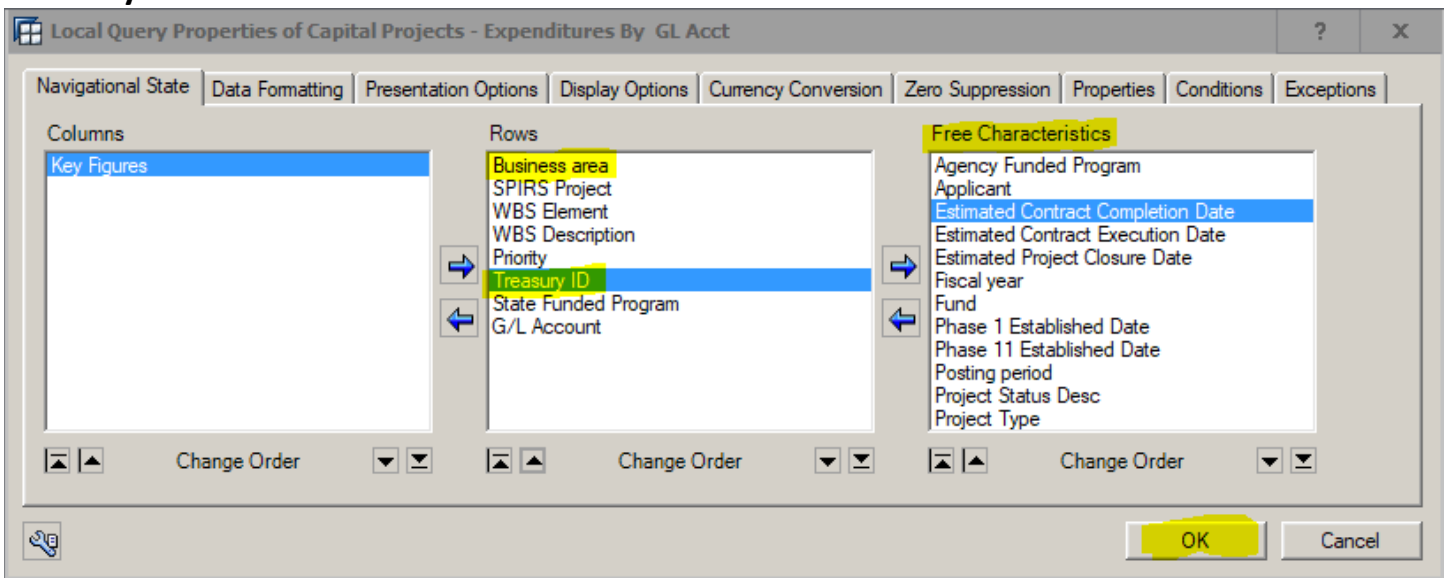 Local Query Properties of Capital Projects - Expenditures By GL Acct ? X
Navigational State Data Formatting Presentation Options Display Options Currency Conversion Zero Suppression Properties Conditions Exceptions
Columns
Key Figures
Change Order
Rows
Business area
SPIRS Project
WBS Element
WBS Description
Priority
Treasury ID
State Funded Program
G/L Account
Change Order
Free Characteristics
Agency Funded Program
Applicant
Estimated Contract Completion Date
Estimated Contract Execution Date
Estimated Project Closure Date
Fiscal year
Fund
Phase 1 Established Date
Phase 11 Established Date
Posting period
Project Status Desc
Project Type
Change Order
OK Cancel